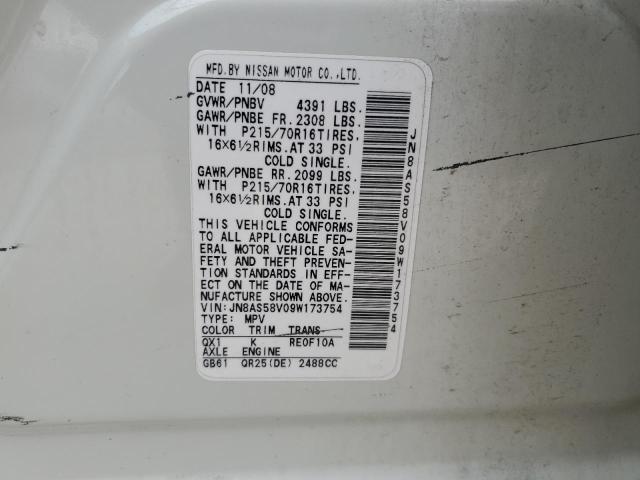 MFD.BY NISSAN MOTOR CO.,LTD.
DATE 11/08
GVWR/PNBV 4391 LBS.
GAWR/PNBE FR.2308 LBS.
WITH P215/70R16TIRES,
16X6½RIMS.AT 33 PSI
COLD SINGLE.
GAWR/PNBE RR.2099 LBS.
WITH P215/70R16TIRES,
16X6½RIMS.AT 33 PSI
COLD SINGLE.
THIS VEHICLE CONFORMS
TO ALL APPLICABLE FED-
ERAL MOTOR VEHICLE SA-
FETY AND THEFT PREVEN-
TION STANDARDS IN EFF-
ECT ON THE DATE OF MA-
NUFACTURE SHOWN ABOVE.
VIN:JN8AS58V09W173754
TYPE: MPV
COLOR TRIM TRANS
QX1 K RE0F10A
AXLE ENGINE
GB61 QR25(DE) 2488CC
JN8AS58V09W173754